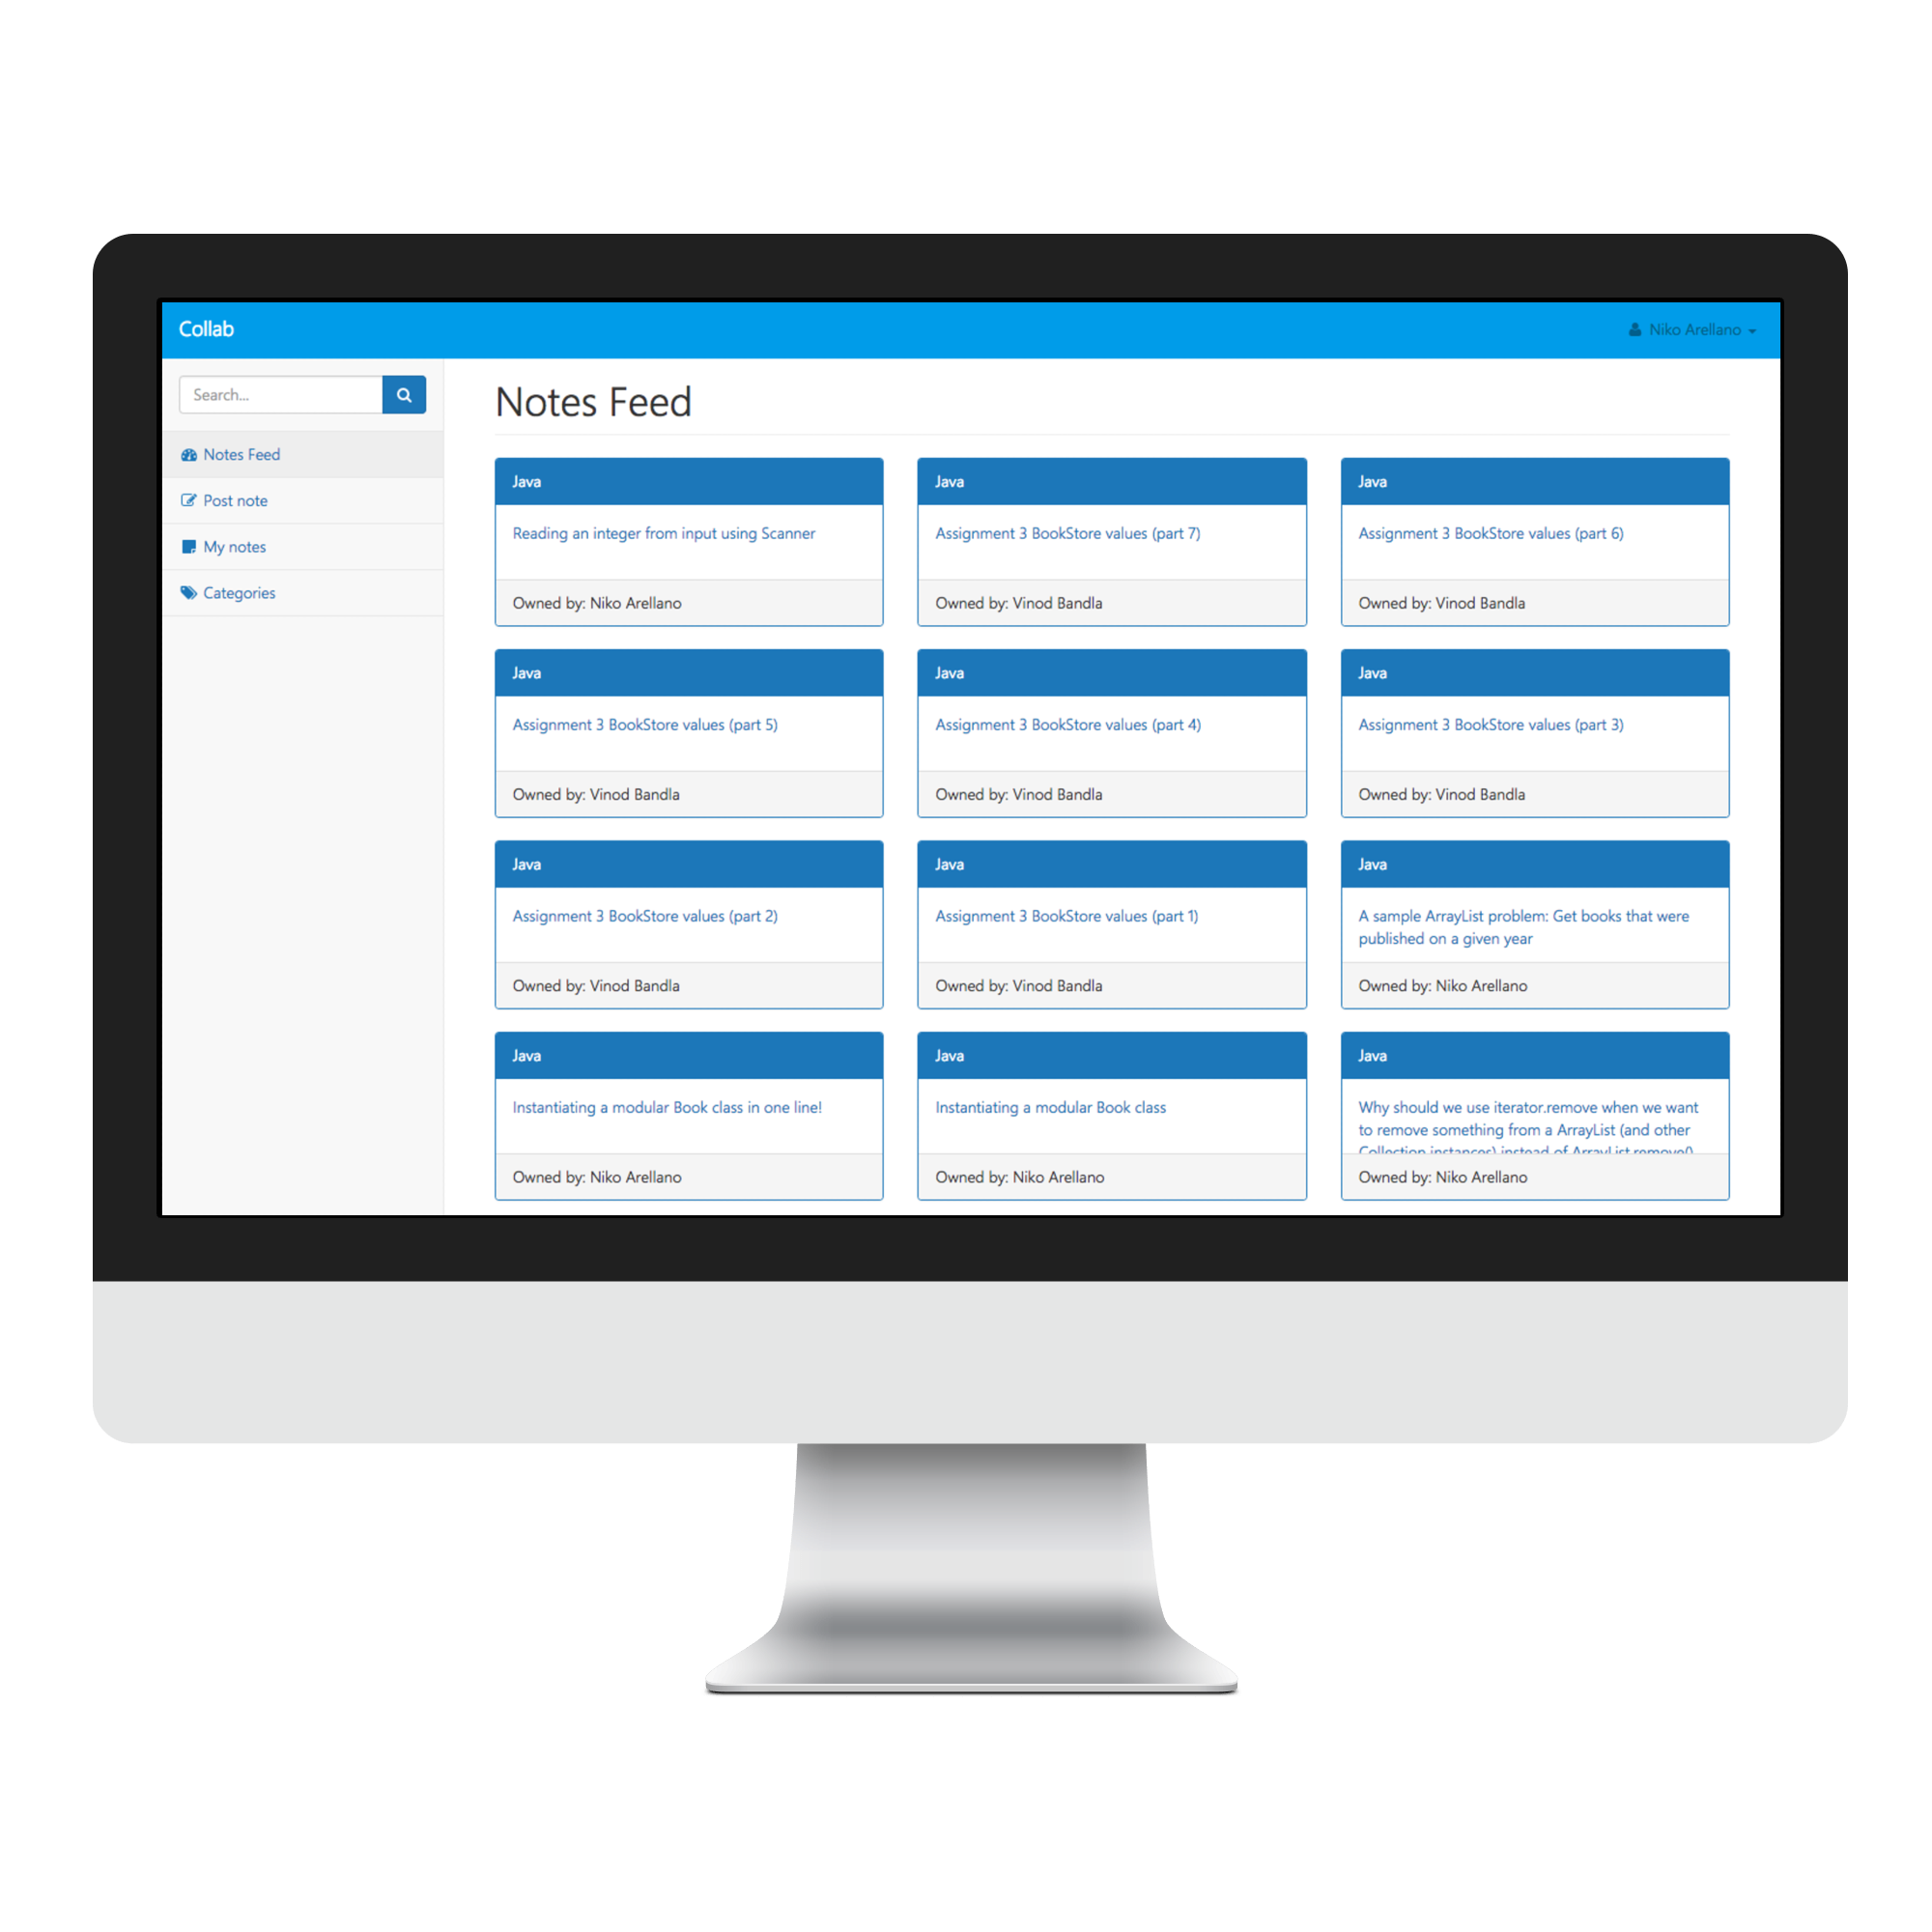 Collab
Niko Arellano
Search...
Notes Feed
Post note
My notes
Categories
Notes Feed
Java
Reading an integer from input using Scanner
Owned by: Niko Arellano
Java
Assignment 3 BookStore values (part 7)
Owned by: Vinod Bandla
Java
Assignment 3 BookStore values (part 6)
Owned by: Vinod Bandla
Java
Assignment 3 BookStore values (part 5)
Owned by: Vinod Bandla
Java
Assignment 3 BookStore values (part 4)
Owned by: Vinod Bandla
Java
Assignment 3 BookStore values (part 3)
Owned by: Vinod Bandla
Java
Assignment 3 BookStore values (part 2)
Owned by: Vinod Bandla
Java
Assignment 3 BookStore values (part 1)
Owned by: Vinod Bandla
Java
A sample ArrayList problem: Get books that were
published on a given year
Owned by: Niko Arellano
Java
Instantiating a modular Book class in one line!
Owned by: Niko Arellano
Java
Instantiating a modular Book class
Owned by: Niko Arellano
Java
Why should we use iterator.remove when we want
to remove something from a ArrayList (and other
Collection instances) instead of ArrayList.remove()
Owned by: Niko Arellano